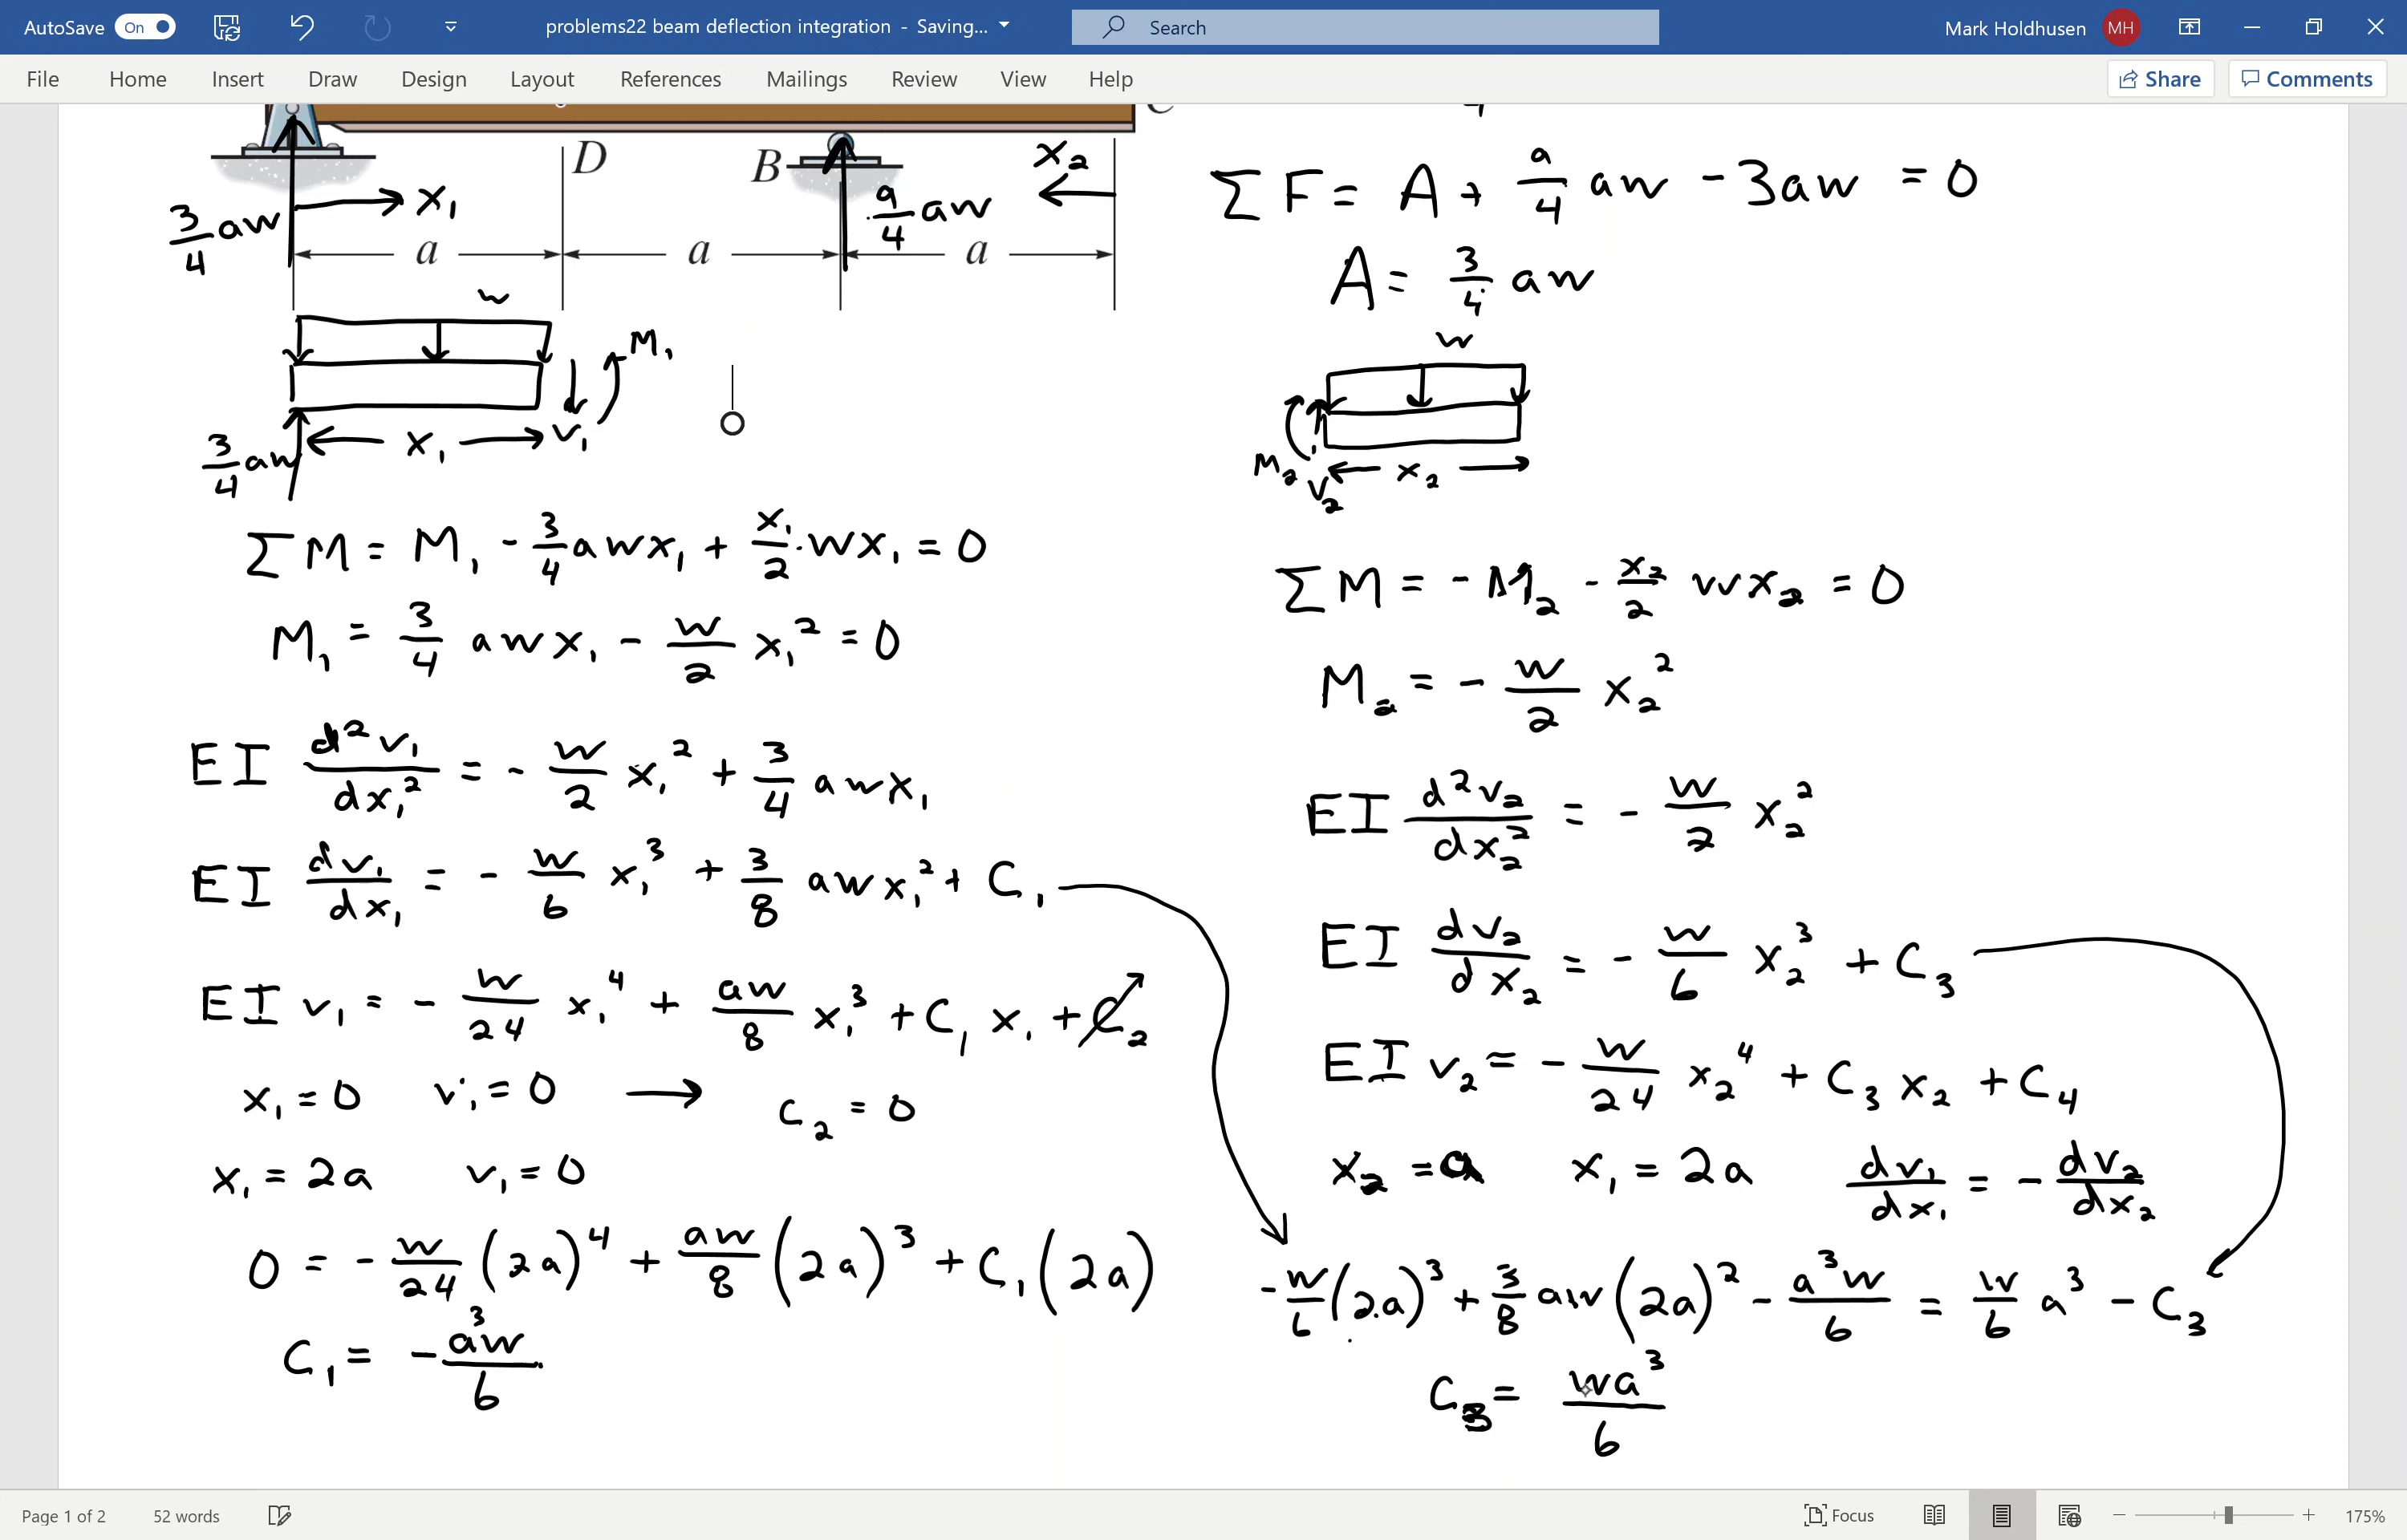 AutoSave On problems22 beam deflection integration - Saving... Search Mark Holdhusen MH
File Home Insert Draw Design Layout References Mailings Review View Help Share Comments
D B x₂
3/4 aw x₁ 9/4 aw
a a a
w
M₁
3/4 aw x₁ V₁
ΣM = M₁ - 3/4 awx₁ + x₁/2 · wx₁ = 0
M₁ = 3/4 awx₁ - w/2 x₁² = 0
EI d²v₁/dx₁² = - w/2 x₁² + 3/4 awx₁
EI dv₁/dx₁ = - w/6 x₁³ + 3/8 awx₁² + C₁
EI v₁ = - w/24 x₁⁴ + aw/8 x₁³ + C₁ x₁ + C₂
x₁ = 0 v₁ = 0 → C₂ = 0
x₁ = 2a v₁ = 0
0 = - w/24 (2a)⁴ + aw/8 (2a)³ + C₁ (2a)
C₁ = - a³w/6
ΣF = A + 9/4 aw - 3aw = 0
A = 3/4 aw
w
M₂ V₂ x₂
ΣM = - M₂ - x₂/2 wx₂ = 0
M₂ = - w/2 x₂²
EI d²v₂/dx₂² = - w/2 x₂²
EI dv₂/dx₂ = - w/6 x₂³ + C₃
EI v₂ = - w/24 x₂⁴ + C₃ x₂ + C₄
x₂ = a x₁ = 2a dv₁/dx₁ = - dv₂/dx₂
- w/6 (2a)³ + 3/8 aw (2a)² - a³w/6 = w/6 a³ - C₃
C₃ = wa³/6
Page 1 of 2 52 words Focus 175%